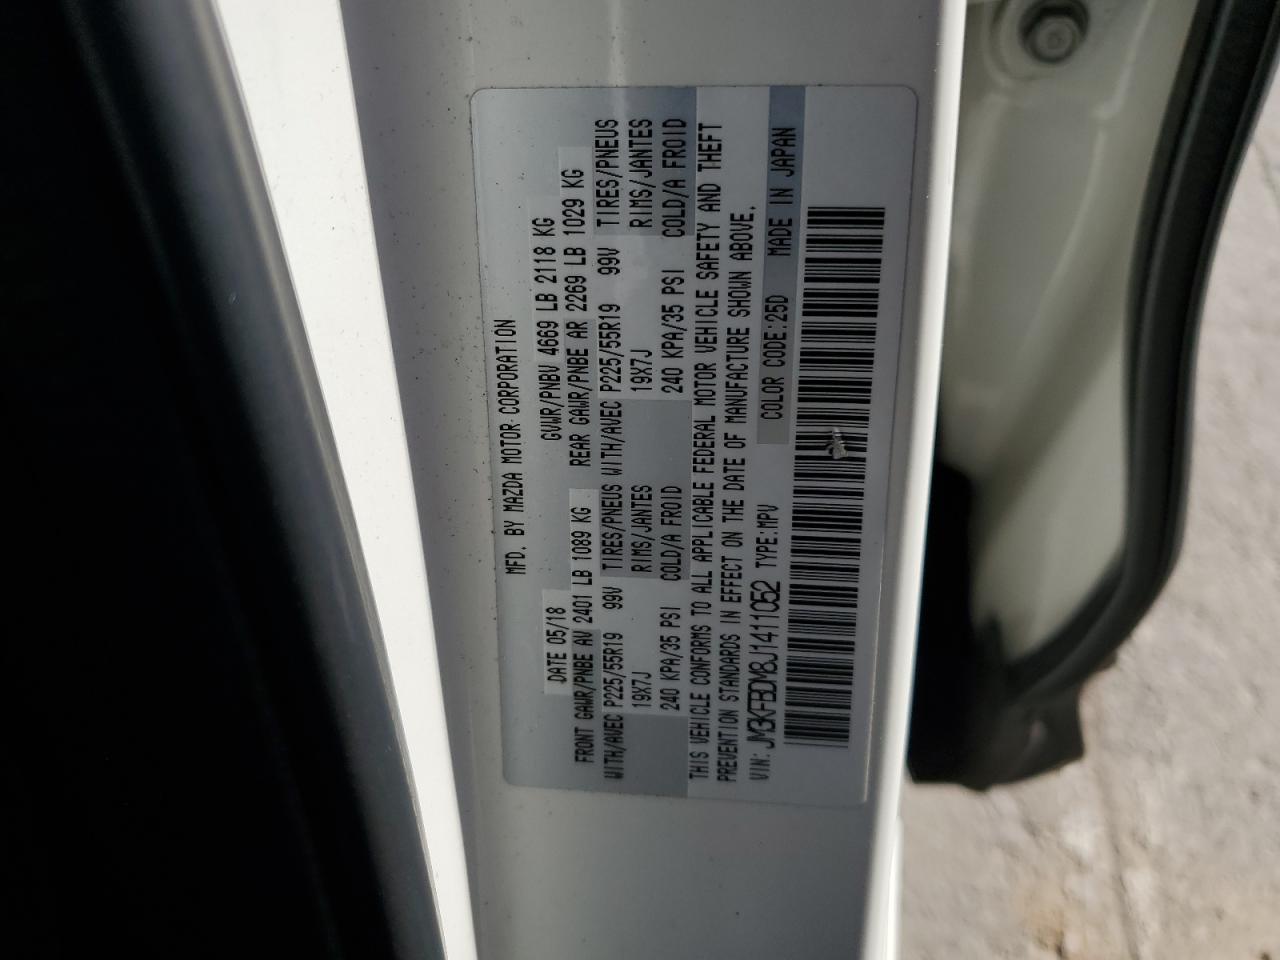 MFD. BY MAZDA MOTOR CORPORATION
DATE 05/18 GVWR/PNBV 4669 LB 2118 KG
FRONT GAWR/PNBE AV 2401 LB 1089 KG REAR GAWR/PNBE AR 2269 LB 1029 KG
WITH/AVEC P225/55R19 99V TIRES/PNEUS WITH/AVEC P225/55R19 99V TIRES/PNEUS
19X7J RIMS/JANTES 19X7J RIMS/JANTES
240 KPA/35 PSI COLD/A FROID 240 KPA/35 PSI COLD/A FROID
THIS VEHICLE CONFORMS TO ALL APPLICABLE FEDERAL MOTOR VEHICLE SAFETY AND THEFT
PREVENTION STANDARDS IN EFFECT ON THE DATE OF MANUFACTURE SHOWN ABOVE.
VIN: JM3KFBDM8J1411052 TYPE:MPV COLOR CODE:25D MADE IN JAPAN